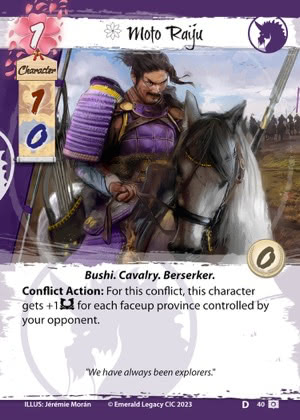 1
Moto Raiju
Character
1
0
0
Bushi. Cavalry. Berserker.
Conflict Action: For this conflict, this character
gets +1 for each faceup province controlled by
your opponent.
"We have always been explorers."
ILLUS: Jérémie Morán © Emerald Legacy CIC 2023 D 40